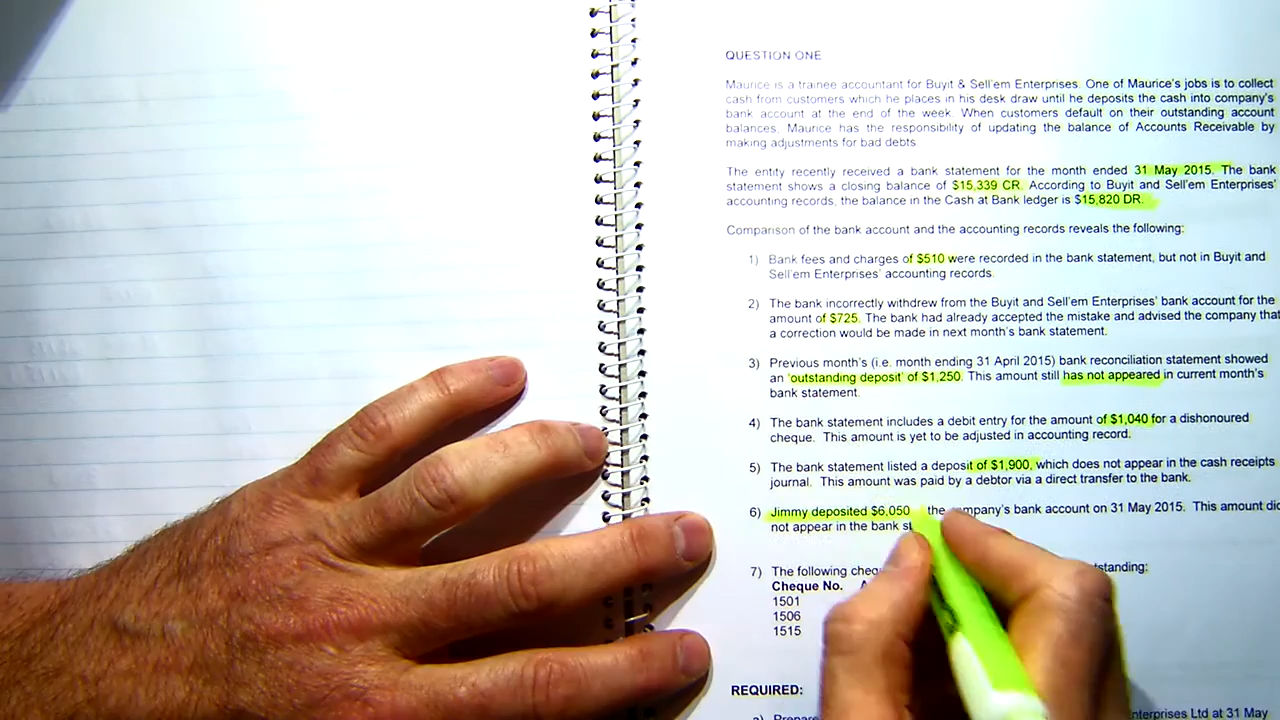 QUESTION ONE
Maurice is a trainee accountant for Buyit & Sell'em Enterprises. One of Maurice's jobs is to collect
cash from customers which he places in his desk draw until he deposits the cash into company's
bank account at the end of the week. When customers default on their outstanding account
balances, Maurice has the responsibility of updating the balance of Accounts Receivable by
making adjustments for bad debts.
The entity recently received a bank statement for the month ended 31 May 2015. The bank
statement shows a closing balance of $15,339 CR. According to Buyit and Sell'em Enterprises'
accounting records, the balance in the Cash at Bank ledger is $15,820 DR.
Comparison of the bank account and the accounting records reveals the following:
1) Bank fees and charges of $510 were recorded in the bank statement, but not in Buyit and
Sell'em Enterprises' accounting records.
2) The bank incorrectly withdrew from the Buyit and Sell'em Enterprises' bank account for the
amount of $725. The bank had already accepted the mistake and advised the company that
a correction would be made in next month's bank statement.
3) Previous month's (i.e. month ending 31 April 2015) bank reconciliation statement showed
an 'outstanding deposit' of $1,250. This amount still has not appeared in current month's
bank statement.
4) The bank statement includes a debit entry for the amount of $1,040 for a dishonoured
cheque. This amount is yet to be adjusted in accounting record.
5) The bank statement listed a deposit of $1,900, which does not appear in the cash receipts
journal. This amount was paid by a debtor via a direct transfer to the bank.
6) Jimmy deposited $6,050 the company's bank account on 31 May 2015. This amount did
not appear in the bank
7) The following
Cheque No.
1501
1506
1515
REQUIRED:
a) Ltd at 31 May